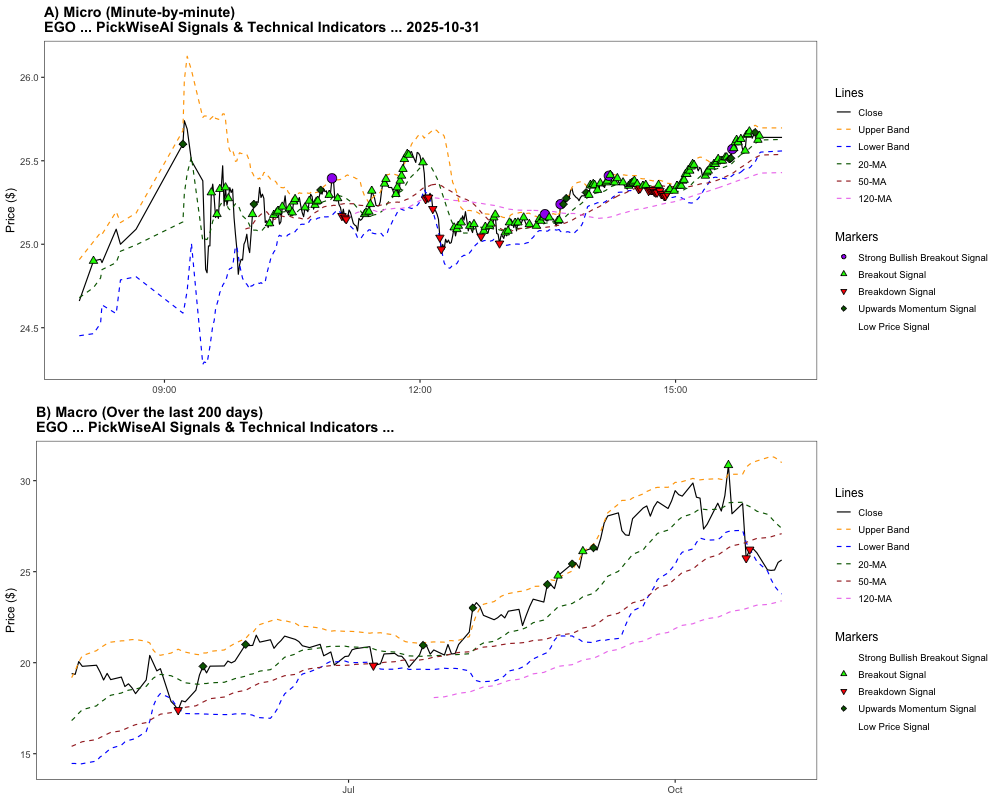 A) Micro (Minute-by-minute)
EGO ... PickWiseAI Signals & Technical Indicators ... 2025-10-31
Price ($)
26.0
25.5
25.0
24.5
09:00
12:00
15:00
Lines
Close
Upper Band
Lower Band
20-MA
50-MA
120-MA
Markers
Strong Bullish Breakout Signal
Breakout Signal
Breakdown Signal
Upwards Momentum Signal
Low Price Signal
B) Macro (Over the last 200 days)
EGO ... PickWiseAI Signals & Technical Indicators ...
Price ($)
30
25
20
15
Jul
Oct
Lines
Close
Upper Band
Lower Band
20-MA
50-MA
120-MA
Markers
Strong Bullish Breakout Signal
Breakout Signal
Breakdown Signal
Upwards Momentum Signal
Low Price Signal